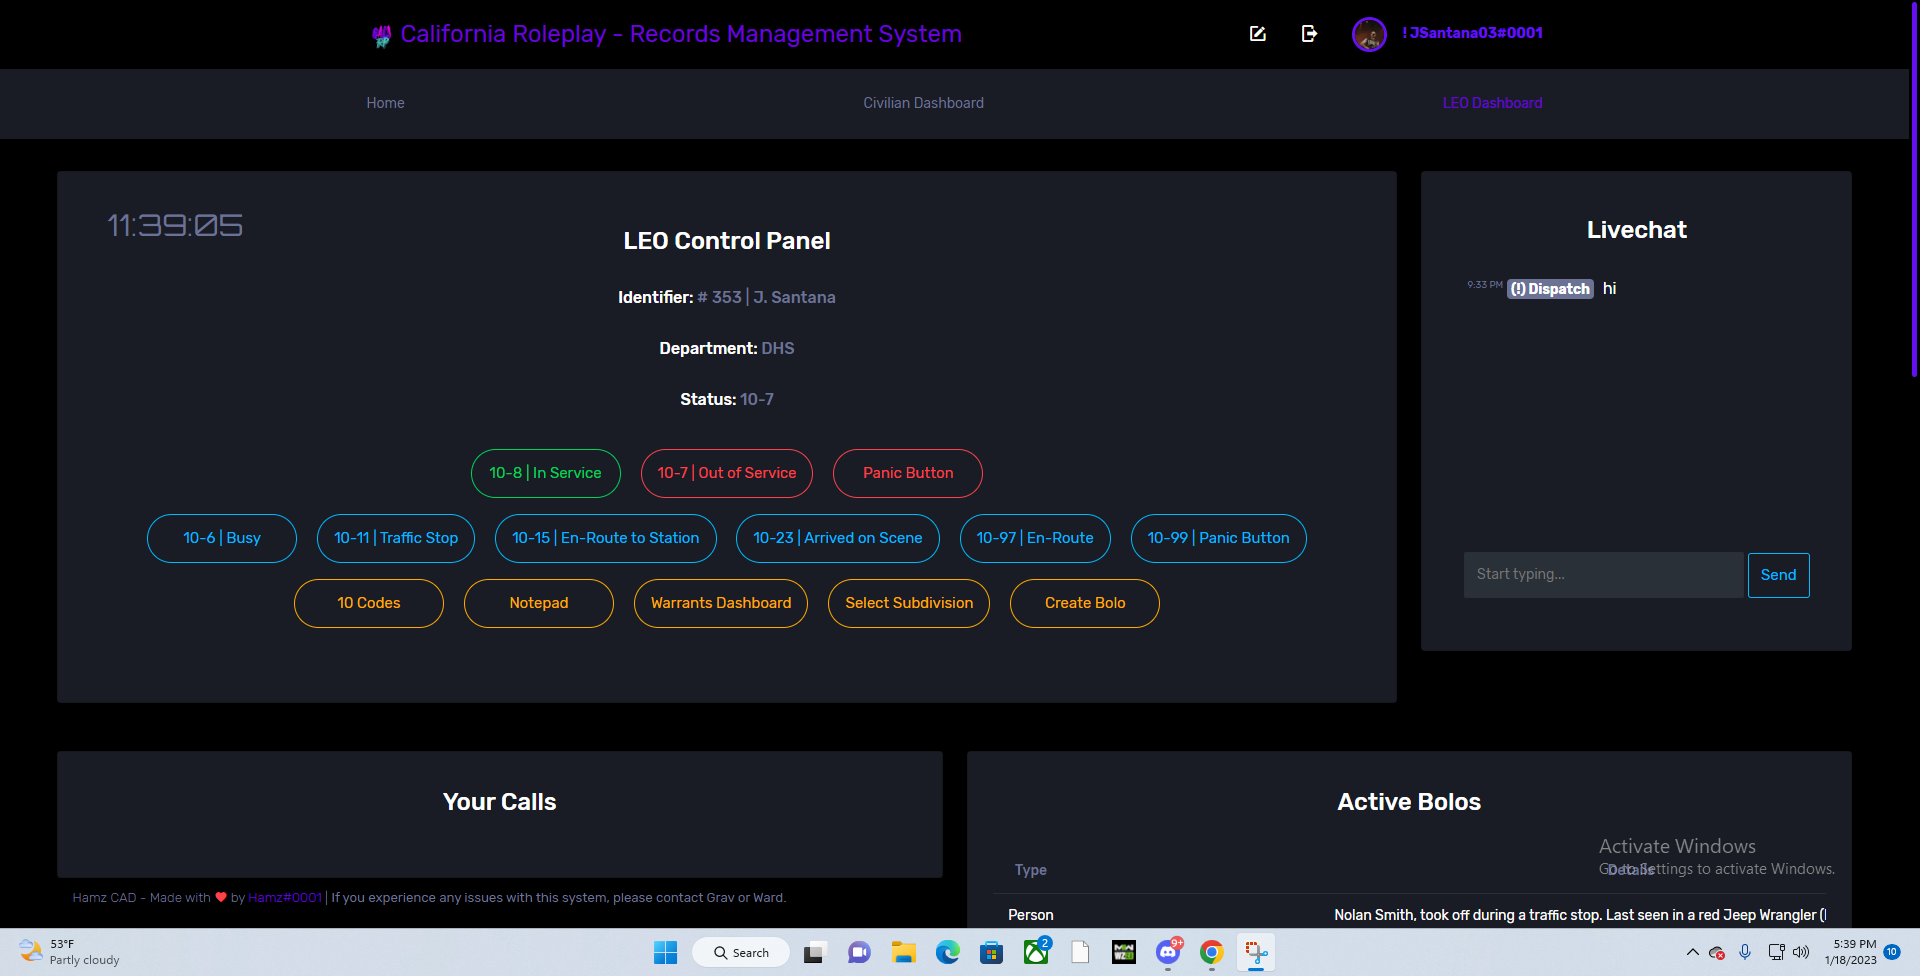 California Roleplay - Records Management System
! JSantana03#0001
Home
Civilian Dashboard
LEO Dashboard
11:39:05
LEO Control Panel
Identifier: # 353 | J. Santana
Department: DHS
Status: 10-7
10-8 | In Service
10-7 | Out of Service
Panic Button
10-6 | Busy
10-11 | Traffic Stop
10-15 | En-Route to Station
10-23 | Arrived on Scene
10-97 | En-Route
10-99 | Panic Button
10 Codes
Notepad
Warrants Dashboard
Select Subdivision
Create Bolo
Livechat
9:33 PM (!) Dispatch hi
Start typing...
Send
Your Calls
Active Bolos
Type
Details
Person
Nolan Smith, took off during a traffic stop. Last seen in a red Jeep Wrangler (
Activate Windows
Go to Settings to activate Windows.
Hamz CAD - Made with ❤ by Hamz#0001 | If you experience any issues with this system, please contact Grav or Ward.
53°F
Partly cloudy
Search
2
9+
5:39 PM
1/18/2023
10